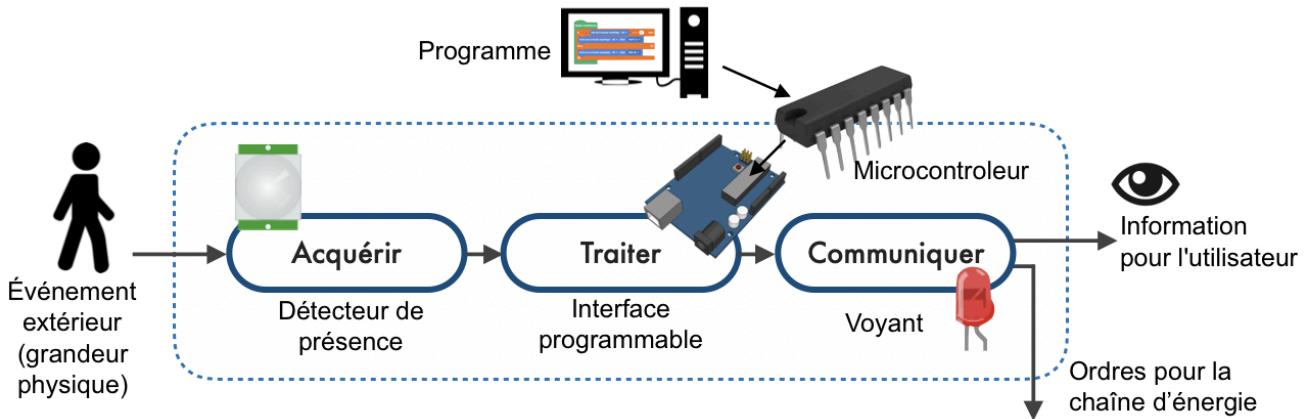 Programme
Microcontroleur
Acquérir
Traiter
Communiquer
Événement
extérieur
(grandeur
physique)
Détecteur de
présence
Interface
programmable
Voyant
Information
pour l'utilisateur
Ordres pour la
chaîne d'énergie